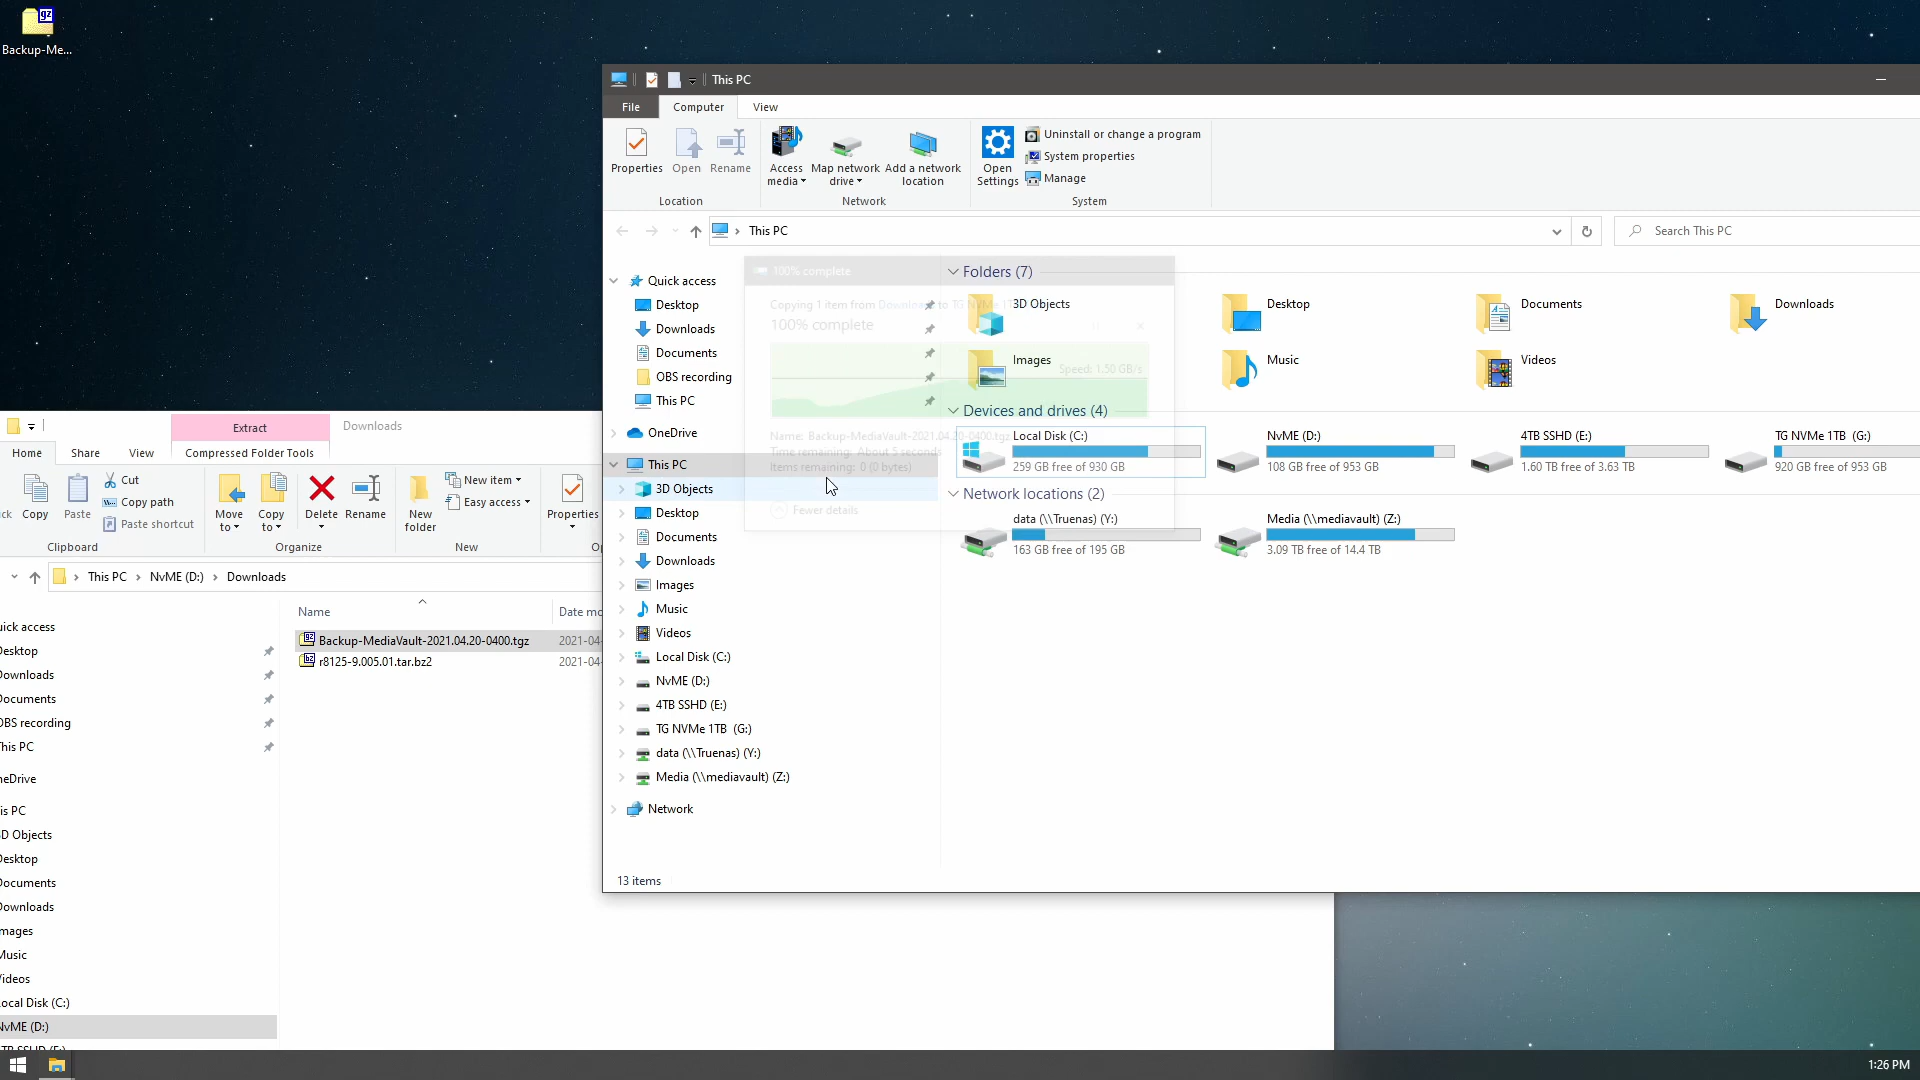 gz
Backup-Me...
This PC
File
Computer
View
Properties
Open
Rename
Access media
Map network drive
Add a network location
Open Settings
Uninstall or change a program
System properties
Manage
Location
Network
System
This PC
Search This PC
Quick access
Desktop
Downloads
Documents
OBS recording
This PC
OneDrive
This PC
3D Objects
Desktop
Documents
Downloads
Images
Music
Videos
Local Disk (C:)
NvME (D:)
4TB SSHD (E:)
TG NVMe 1TB (G:)
data (\\Truenas) (Y:)
Media (\\mediavault) (Z:)
Network
13 items
100% complete
Copying 1 item from Downloads to TG NVMe
100% complete
Speed: 1.50 GB/s
Name: Backup-MediaVault-2021.04.20-0400.tgz
Time remaining: About 5 seconds
Items remaining: 0 (0 bytes)
Fewer details
Folders (7)
3D Objects
Desktop
Documents
Downloads
Images
Music
Videos
Devices and drives (4)
Local Disk (C:)
259 GB free of 930 GB
NvME (D:)
108 GB free of 953 GB
4TB SSHD (E:)
1.60 TB free of 3.63 TB
TG NVMe 1TB (G:)
920 GB free of 953 GB
Network locations (2)
data (\\Truenas) (Y:)
163 GB free of 195 GB
Media (\\mediavault) (Z:)
3.09 TB free of 14.4 TB
Extract
Downloads
Home
Share
View
Compressed Folder Tools
ck
Copy
Paste
Cut
Copy path
Paste shortcut
Move to
Copy to
Delete
Rename
New folder
New item
Easy access
Properties
Clipboard
Organize
New
Op
This PC
NvME (D:)
Downloads
Name
Date mo
Backup-MediaVault-2021.04.20-0400.tgz
2021-04-
r8125-9.005.01.tar.bz2
2021-04-
uick access
Desktop
Downloads
Documents
OBS recording
This PC
neDrive
is PC
3D Objects
Desktop
Documents
Downloads
mages
Music
Videos
ocal Disk (C:)
NvME (D:)
TB SSHD (E:)
1:26 PM